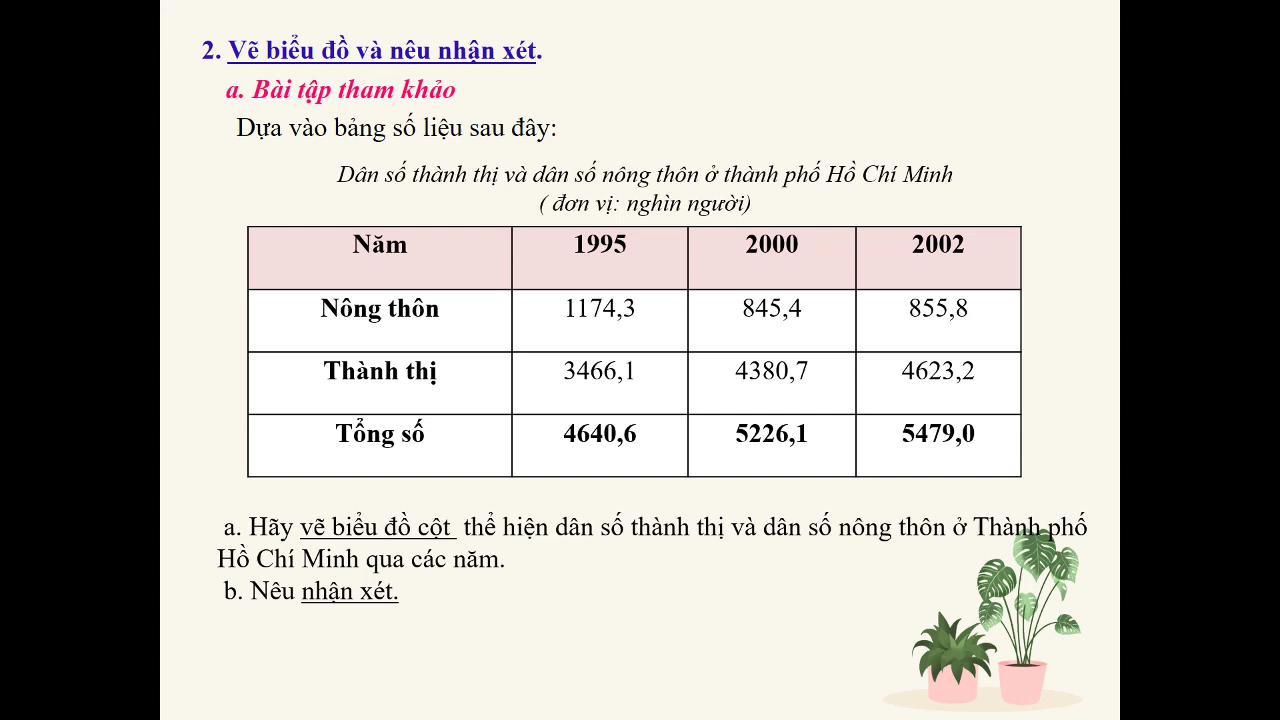 2. Vẽ biểu đồ và nêu nhận xét.
a. Bài tập tham khảo
Dựa vào bảng số liệu sau đây:
Dân số thành thị và dân số nông thôn ở thành phố Hồ Chí Minh
( đơn vị: nghìn người)
Năm 1995 2000 2002
Nông thôn 1174,3 845,4 855,8
Thành thị 3466,1 4380,7 4623,2
Tổng số 4640,6 5226,1 5479,0
a. Hãy vẽ biểu đồ cột thể hiện dân số thành thị và dân số nông thôn ở Thành phố
Hồ Chí Minh qua các năm.
b. Nêu nhận xét.